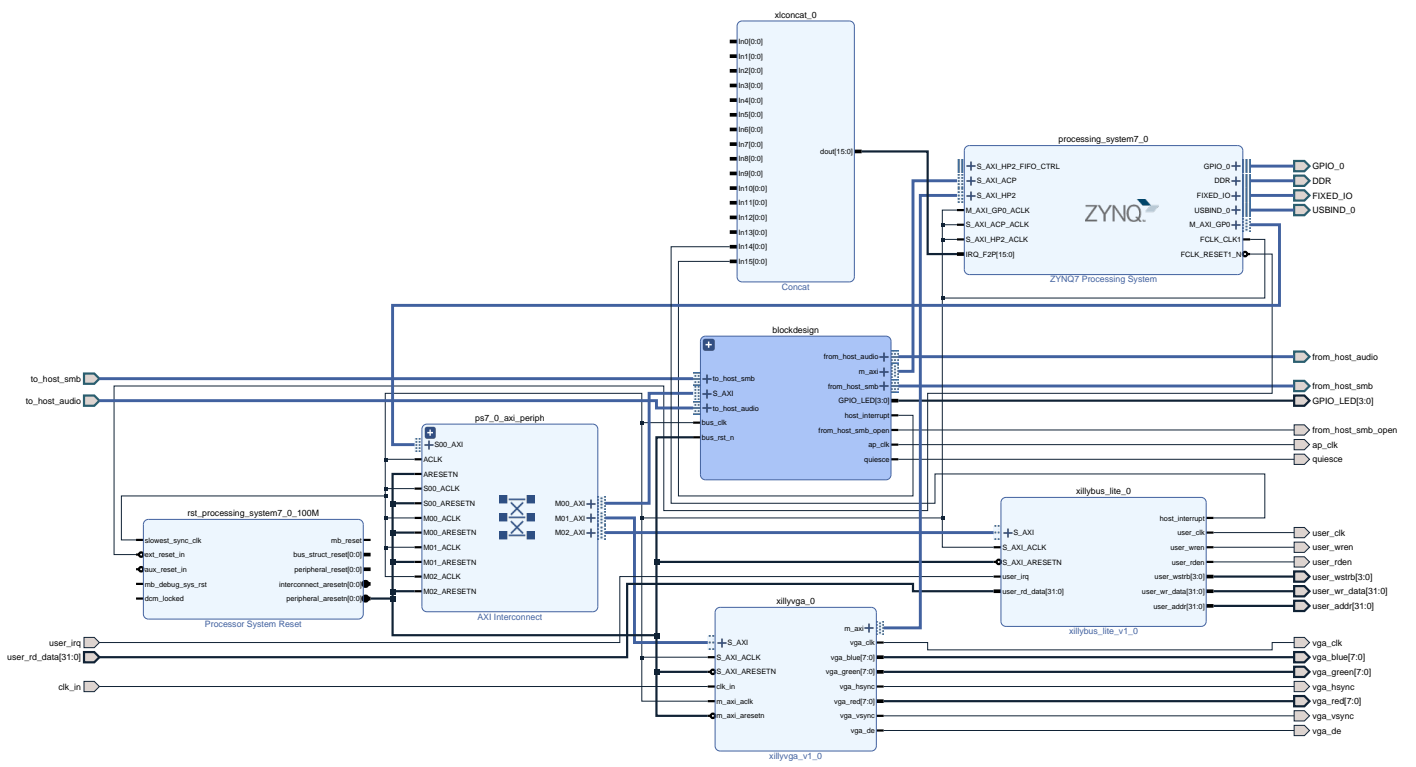 xlconcat_0
In0[0:0]
In1[0:0]
In2[0:0]
In3[0:0]
In4[0:0]
In5[0:0]
In6[0:0]
In7[0:0]
In8[0:0]
In9[0:0]
In10[0:0]
In11[0:0]
In12[0:0]
In13[0:0]
In14[0:0]
In15[0:0]
dout[15:0]
Concat
processing_system7_0
S_AXI_HP2_FIFO_CTRL
S_AXI_ACP
S_AXI_HP2
M_AXI_GP0_ACLK
S_AXI_ACP_ACLK
S_AXI_HP2_ACLK
IRQ_F2P[15:0]
ZYNQ
GPIO_0
DDR
FIXED_IO
USBIND_0
M_AXI_GP0
FCLK_CLK1
FCLK_RESET1_N
ZYNQ7 Processing System
GPIO_0
DDR
FIXED_IO
USBIND_0
blockdesign
to_host_smb
S_AXI
to_host_audio
bus_clk
bus_rst_n
from_host_audio
m_axi
from_host_smb
GPIO_LED[3:0]
host_interrupt
from_host_smb_open
ap_clk
quiesce
from_host_audio
from_host_smb
GPIO_LED[3:0]
from_host_smb_open
ap_clk
quiesce
to_host_smb
to_host_audio
ps7_0_axi_periph
S00_AXI
ACLK
ARESETN
S00_ACLK
S00_ARESETN
M00_ACLK
M00_ARESETN
M01_ACLK
M01_ARESETN
M02_ACLK
M02_ARESETN
M00_AXI
M01_AXI
M02_AXI
AXI Interconnect
rst_processing_system7_0_100M
slowest_sync_clk
ext_reset_in
aux_reset_in
mb_debug_sys_rst
dcm_locked
mb_reset
bus_struct_reset[0:0]
peripheral_reset[0:0]
interconnect_aresetn[0:0]
peripheral_aresetn[0:0]
Processor System Reset
xillybus_lite_0
S_AXI
S_AXI_ACLK
S_AXI_ARESETN
user_irq
user_rd_data[31:0]
host_interrupt
user_clk
user_wren
user_rden
user_wstrb[3:0]
user_wr_data[31:0]
user_addr[31:0]
xillybus_lite_v1_0
user_clk
user_wren
user_rden
user_wstrb[3:0]
user_wr_data[31:0]
user_addr[31:0]
user_irq
user_rd_data[31:0]
clk_in
xillyvga_0
S_AXI
S_AXI_ACLK
S_AXI_ARESETN
clk_in
m_axi_aclk
m_axi_aresetn
m_axi
vga_clk
vga_blue[7:0]
vga_green[7:0]
vga_hsync
vga_red[7:0]
vga_vsync
vga_de
xillyvga_v1_0
vga_clk
vga_blue[7:0]
vga_green[7:0]
vga_hsync
vga_red[7:0]
vga_vsync
vga_de